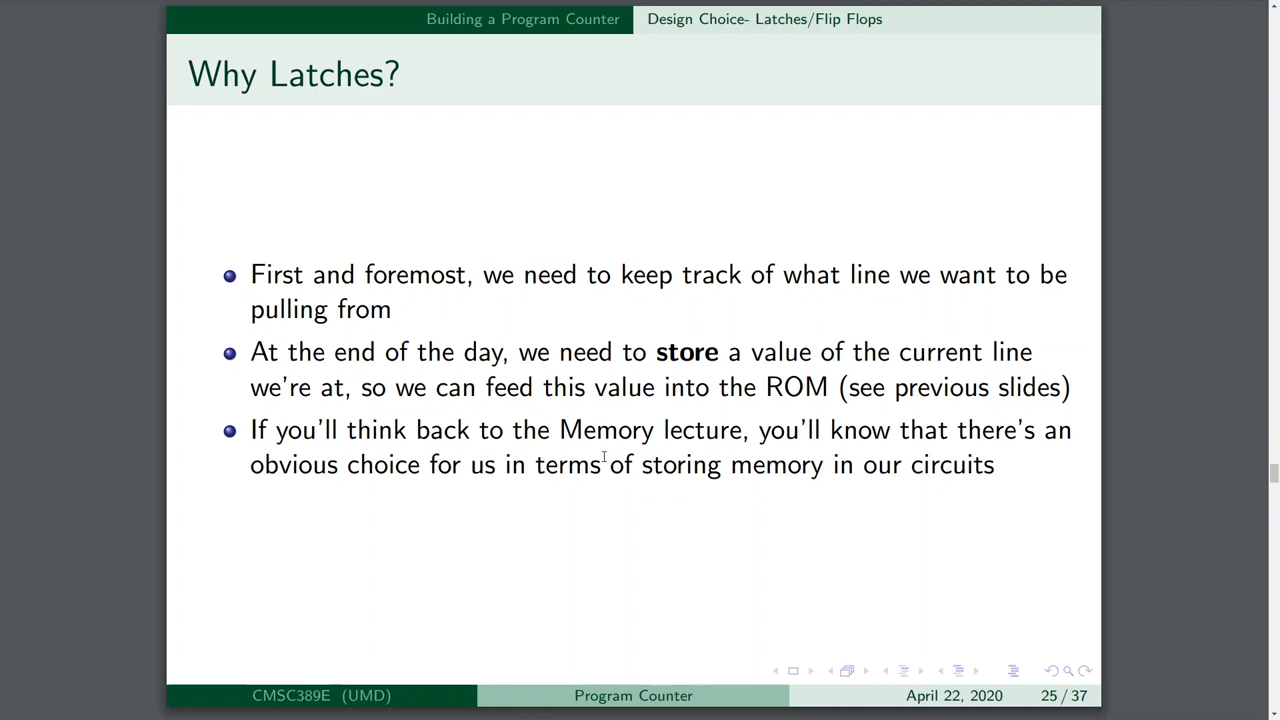 Building a Program Counter Design Choice- Latches/Flip Flops
Why Latches?
First and foremost, we need to keep track of what line we want to be
pulling from
At the end of the day, we need to store a value of the current line
we're at, so we can feed this value into the ROM (see previous slides)
If you'll think back to the Memory lecture, you'll know that there's an
obvious choice for us in terms of storing memory in our circuits
CMSC389E (UMD) Program Counter April 22, 2020 25 / 37